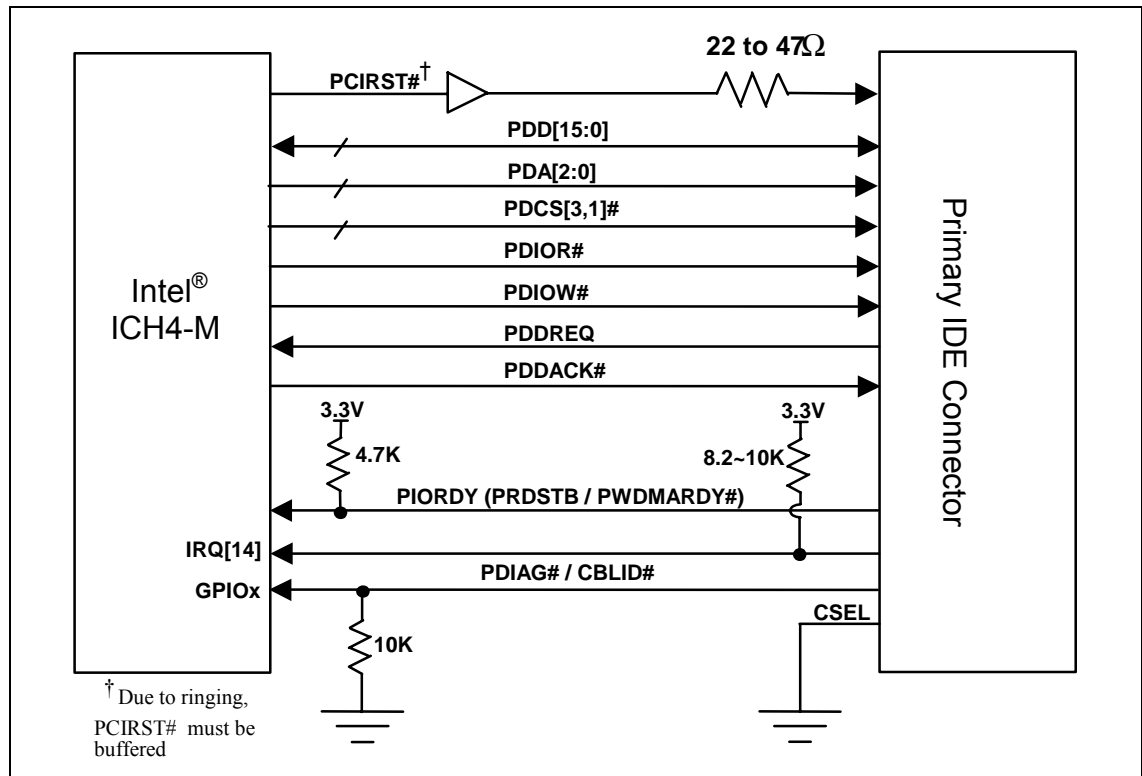 22 to 47Ω
PCIRST#†
PDD[15:0]
PDA[2:0]
PDCS[3,1]#
PDIOR#
PDIOW#
PDDREQ
PDDACK#
Intel®
ICH4-M
Primary IDE Connector
3.3V
4.7K
3.3V
8.2~10K
PIORDY (PRDSTB / PWDMARDY#)
IRQ[14]
PDIAG# / CBLID#
GPIOx
CSEL
10K
† Due to ringing,
PCIRST# must be
buffered